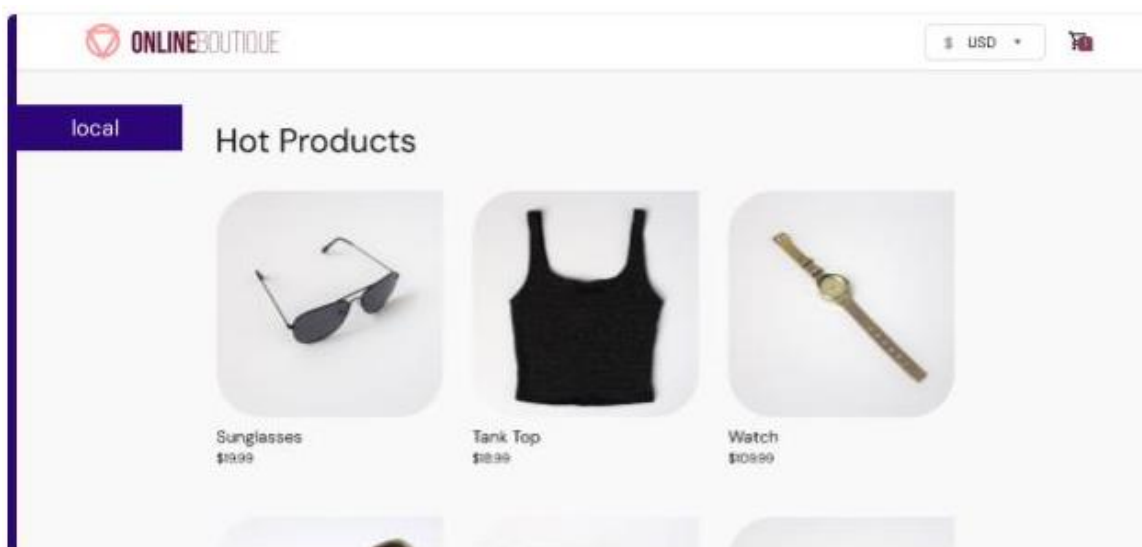 ONLINEBOUTIQUE
$ USD
local
Hot Products
Sunglasses
$19.99
Tank Top
$18.99
Watch
$109.99